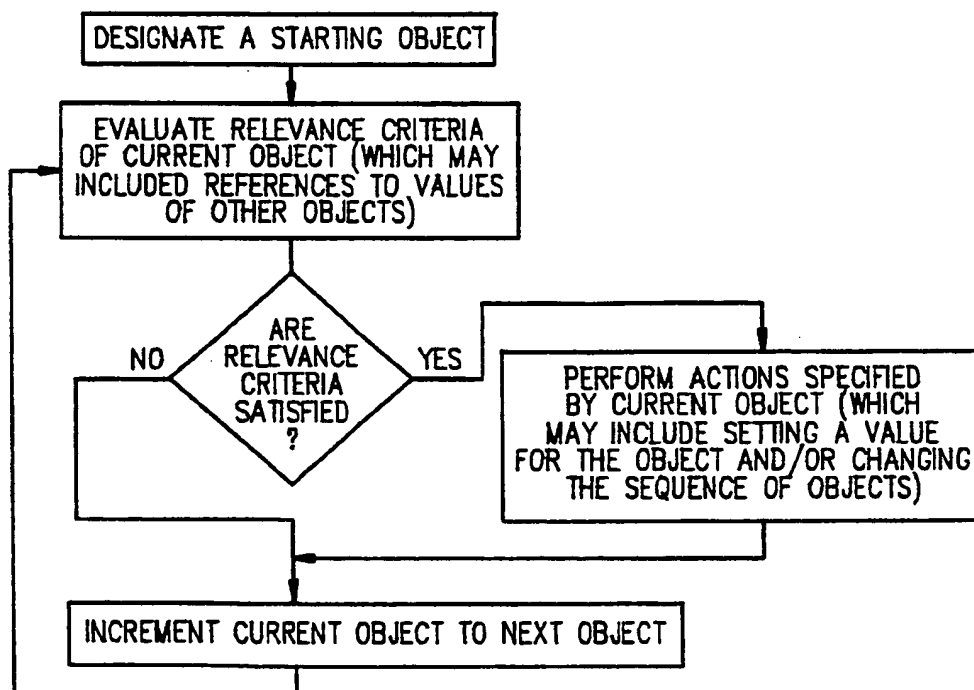 DESIGNATE A STARTING OBJECT
EVALUATE RELEVANCE CRITERIA
OF CURRENT OBJECT (WHICH MAY
INCLUDED REFERENCES TO VALUES
OF OTHER OBJECTS)
ARE
RELEVANCE
CRITERIA
SATISFIED
?
NO
YES
PERFORM ACTIONS SPECIFIED
BY CURRENT OBJECT (WHICH
MAY INCLUDE SETTING A VALUE
FOR THE OBJECT AND/OR CHANGING
THE SEQUENCE OF OBJECTS)
INCREMENT CURRENT OBJECT TO NEXT OBJECT